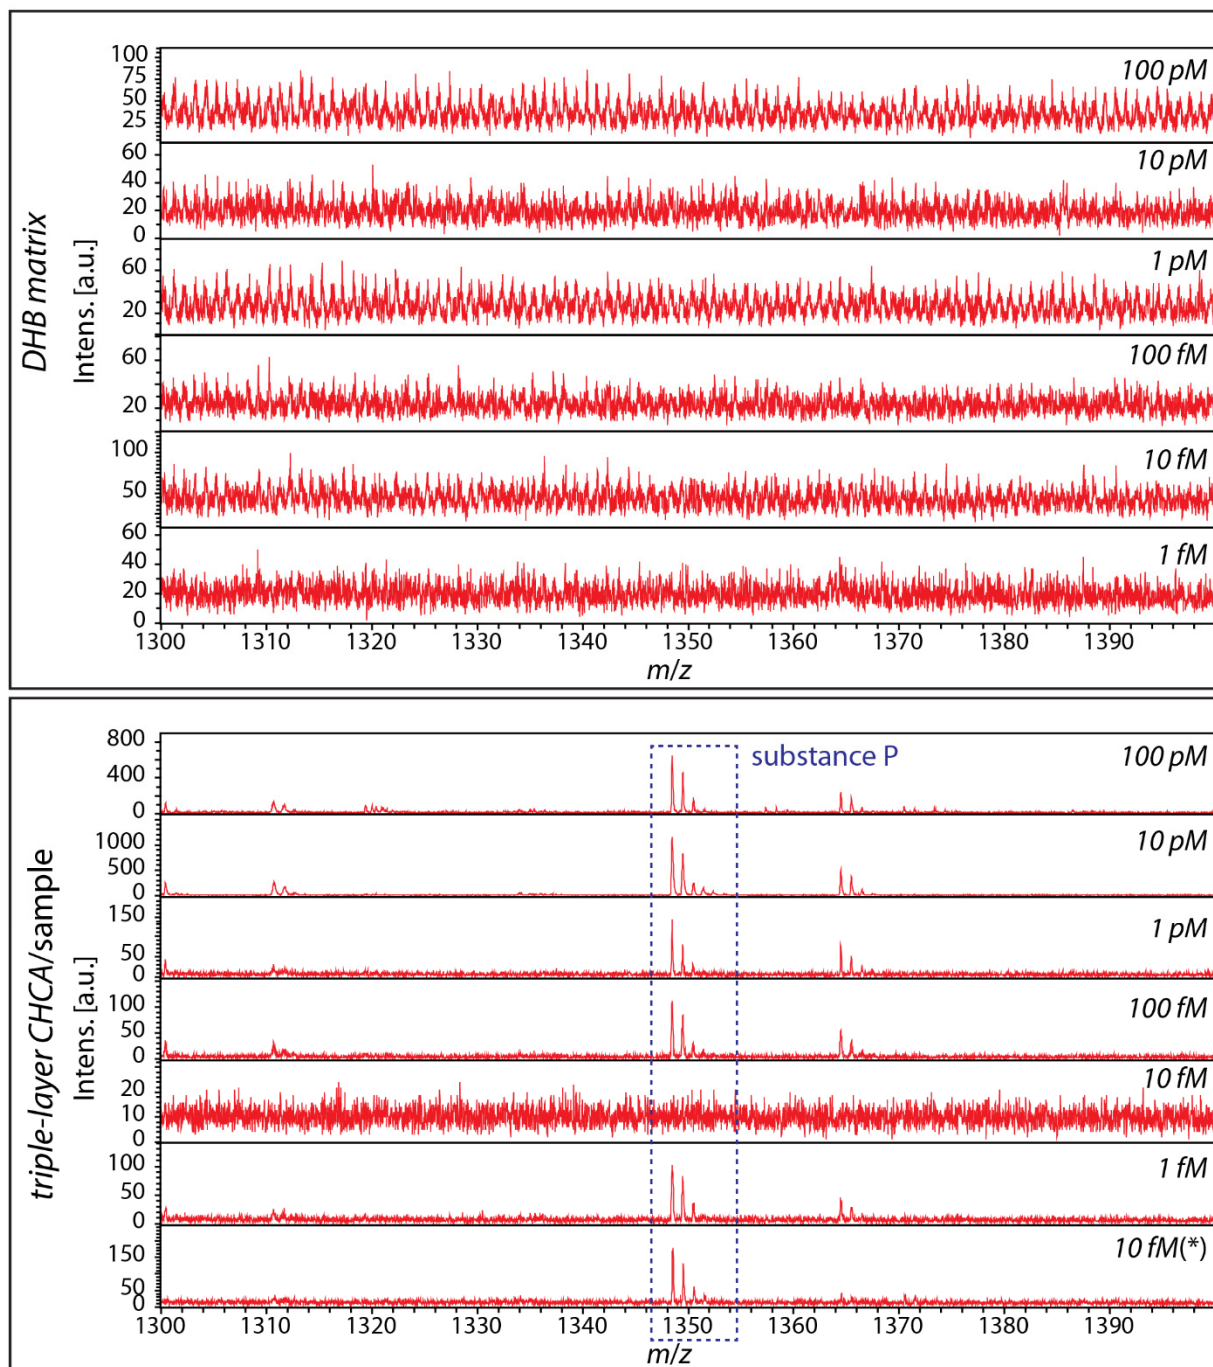 DHB matrix
Intens. [a.u.]
100
75
50
25
100 pM
60
40
20
0
10 pM
60
20
1 pM
60
20
100 fM
100
50
10 fM
60
40
20
0
1 fM
1300 1310 1320 1330 1340 1350 1360 1370 1380 1390
m/z
triple-layer CHCA/sample
Intens. [a.u.]
800
400
0
substance P
100 pM
1000
500
0
10 pM
150
50
0
1 pM
100
50
0
100 fM
20
10
0
10 fM
100
50
0
1 fM
150
50
0
10 fM(*)
1300 1310 1320 1330 1340 1350 1360 1370 1380 1390
m/z